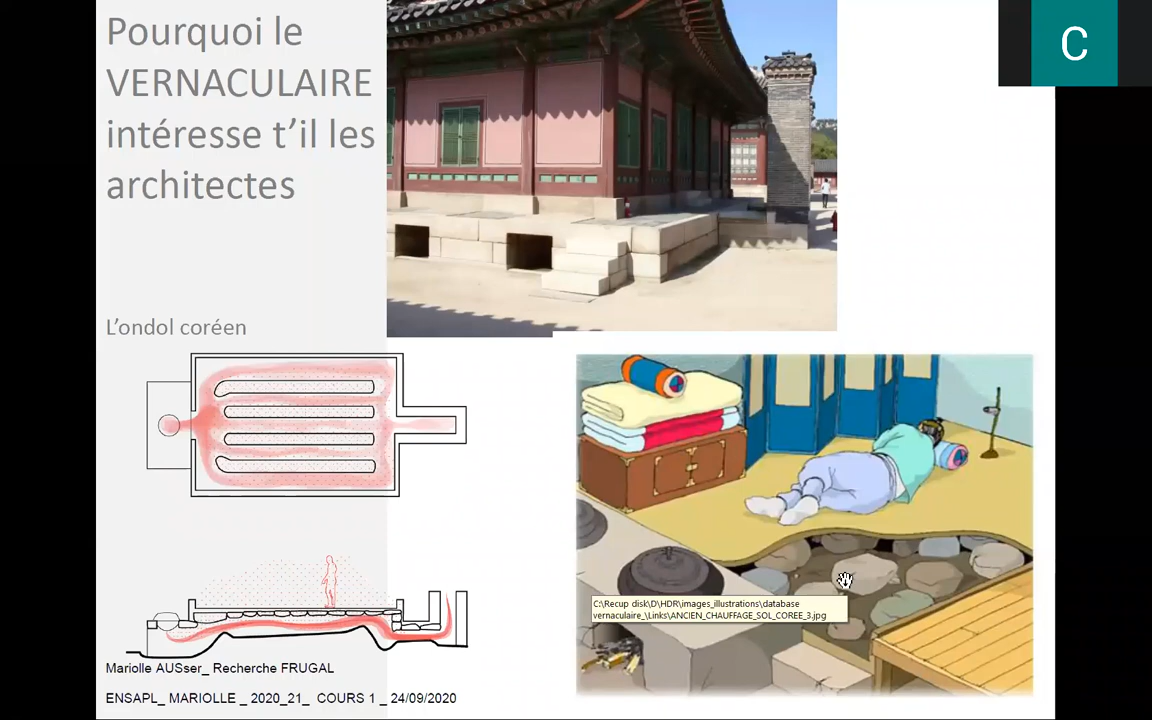 Pourquoi le
VERNACULAIRE
intéresse t’il les
architectes
C
L’ondol coréen
C:\Recup disk\D\HDR\images_illustrations\database
vernaculaire_\Links\ANCIEN_CHAUFFAGE_SOL_COREE_3.jpg
Mariolle AUSser_ Recherche FRUGAL
ENSAPL_ MARIOLLE _ 2020_21_ COURS 1 _ 24/09/2020